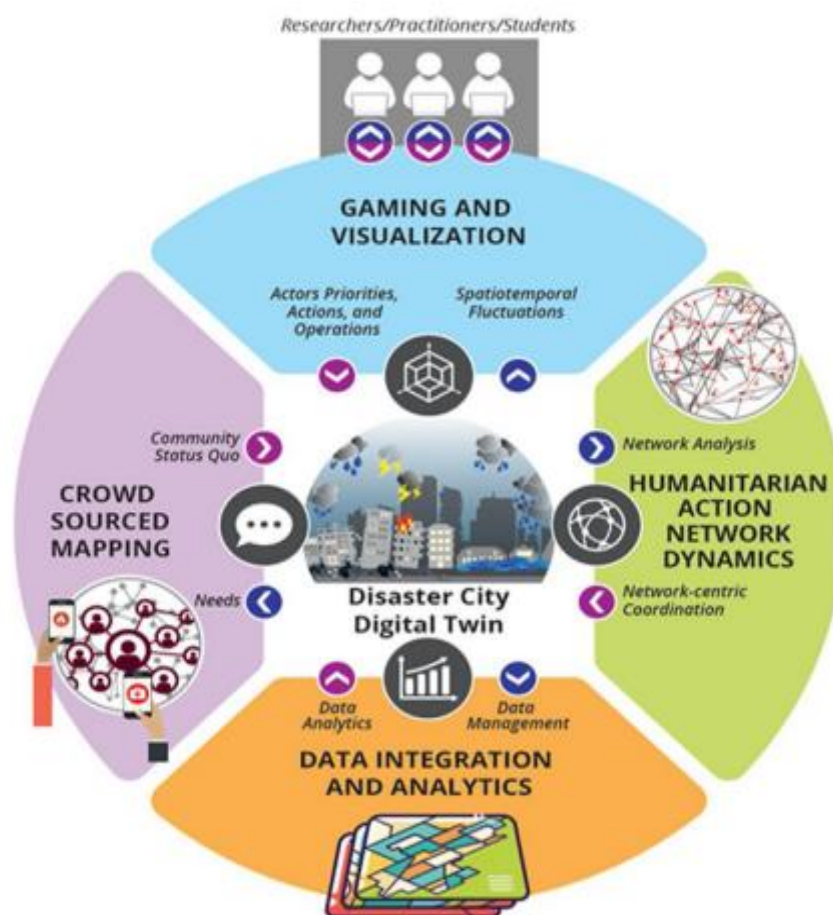 Researchers/Practitioners/Students
GAMING AND
VISUALIZATION
Actors Priorities,
Actions, and
Operations
Spatiotemporal
Fluctuations
Community
Status Quo
CROWD
SOURCED
MAPPING
Needs
Network Analysis
HUMANITARIAN
ACTION
NETWORK
DYNAMICS
Network-centric
Coordination
Disaster City
Digital Twin
Data
Analytics
Data
Management
DATA INTEGRATION
AND ANALYTICS